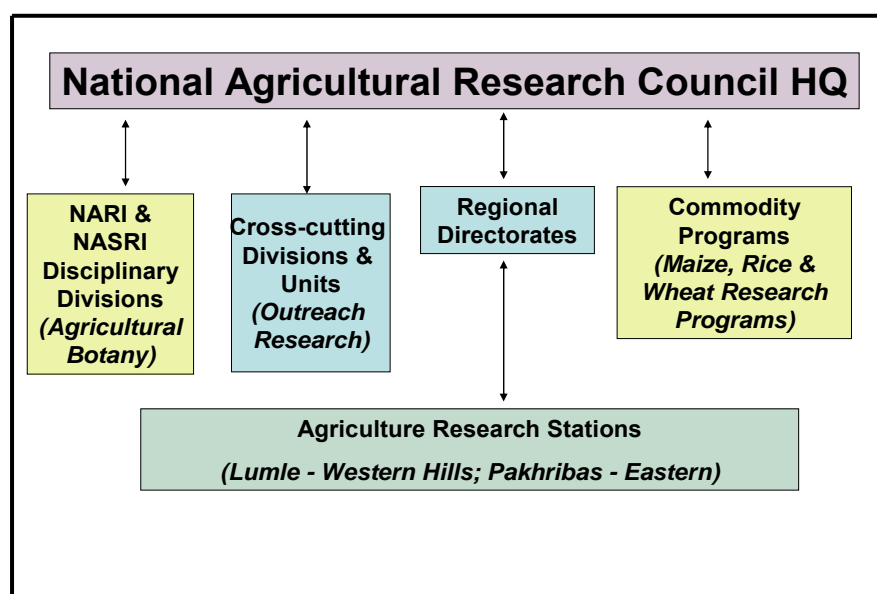 National Agricultural Research Council HQ
NARI &
NASRI
Disciplinary
Divisions
(Agricultural
Botany)
Cross-cutting
Divisions &
Units
(Outreach
Research)
Regional
Directorates
Commodity
Programs
(Maize, Rice &
Wheat Research
Programs)
Agriculture Research Stations
(Lumle - Western Hills; Pakhribas - Eastern)